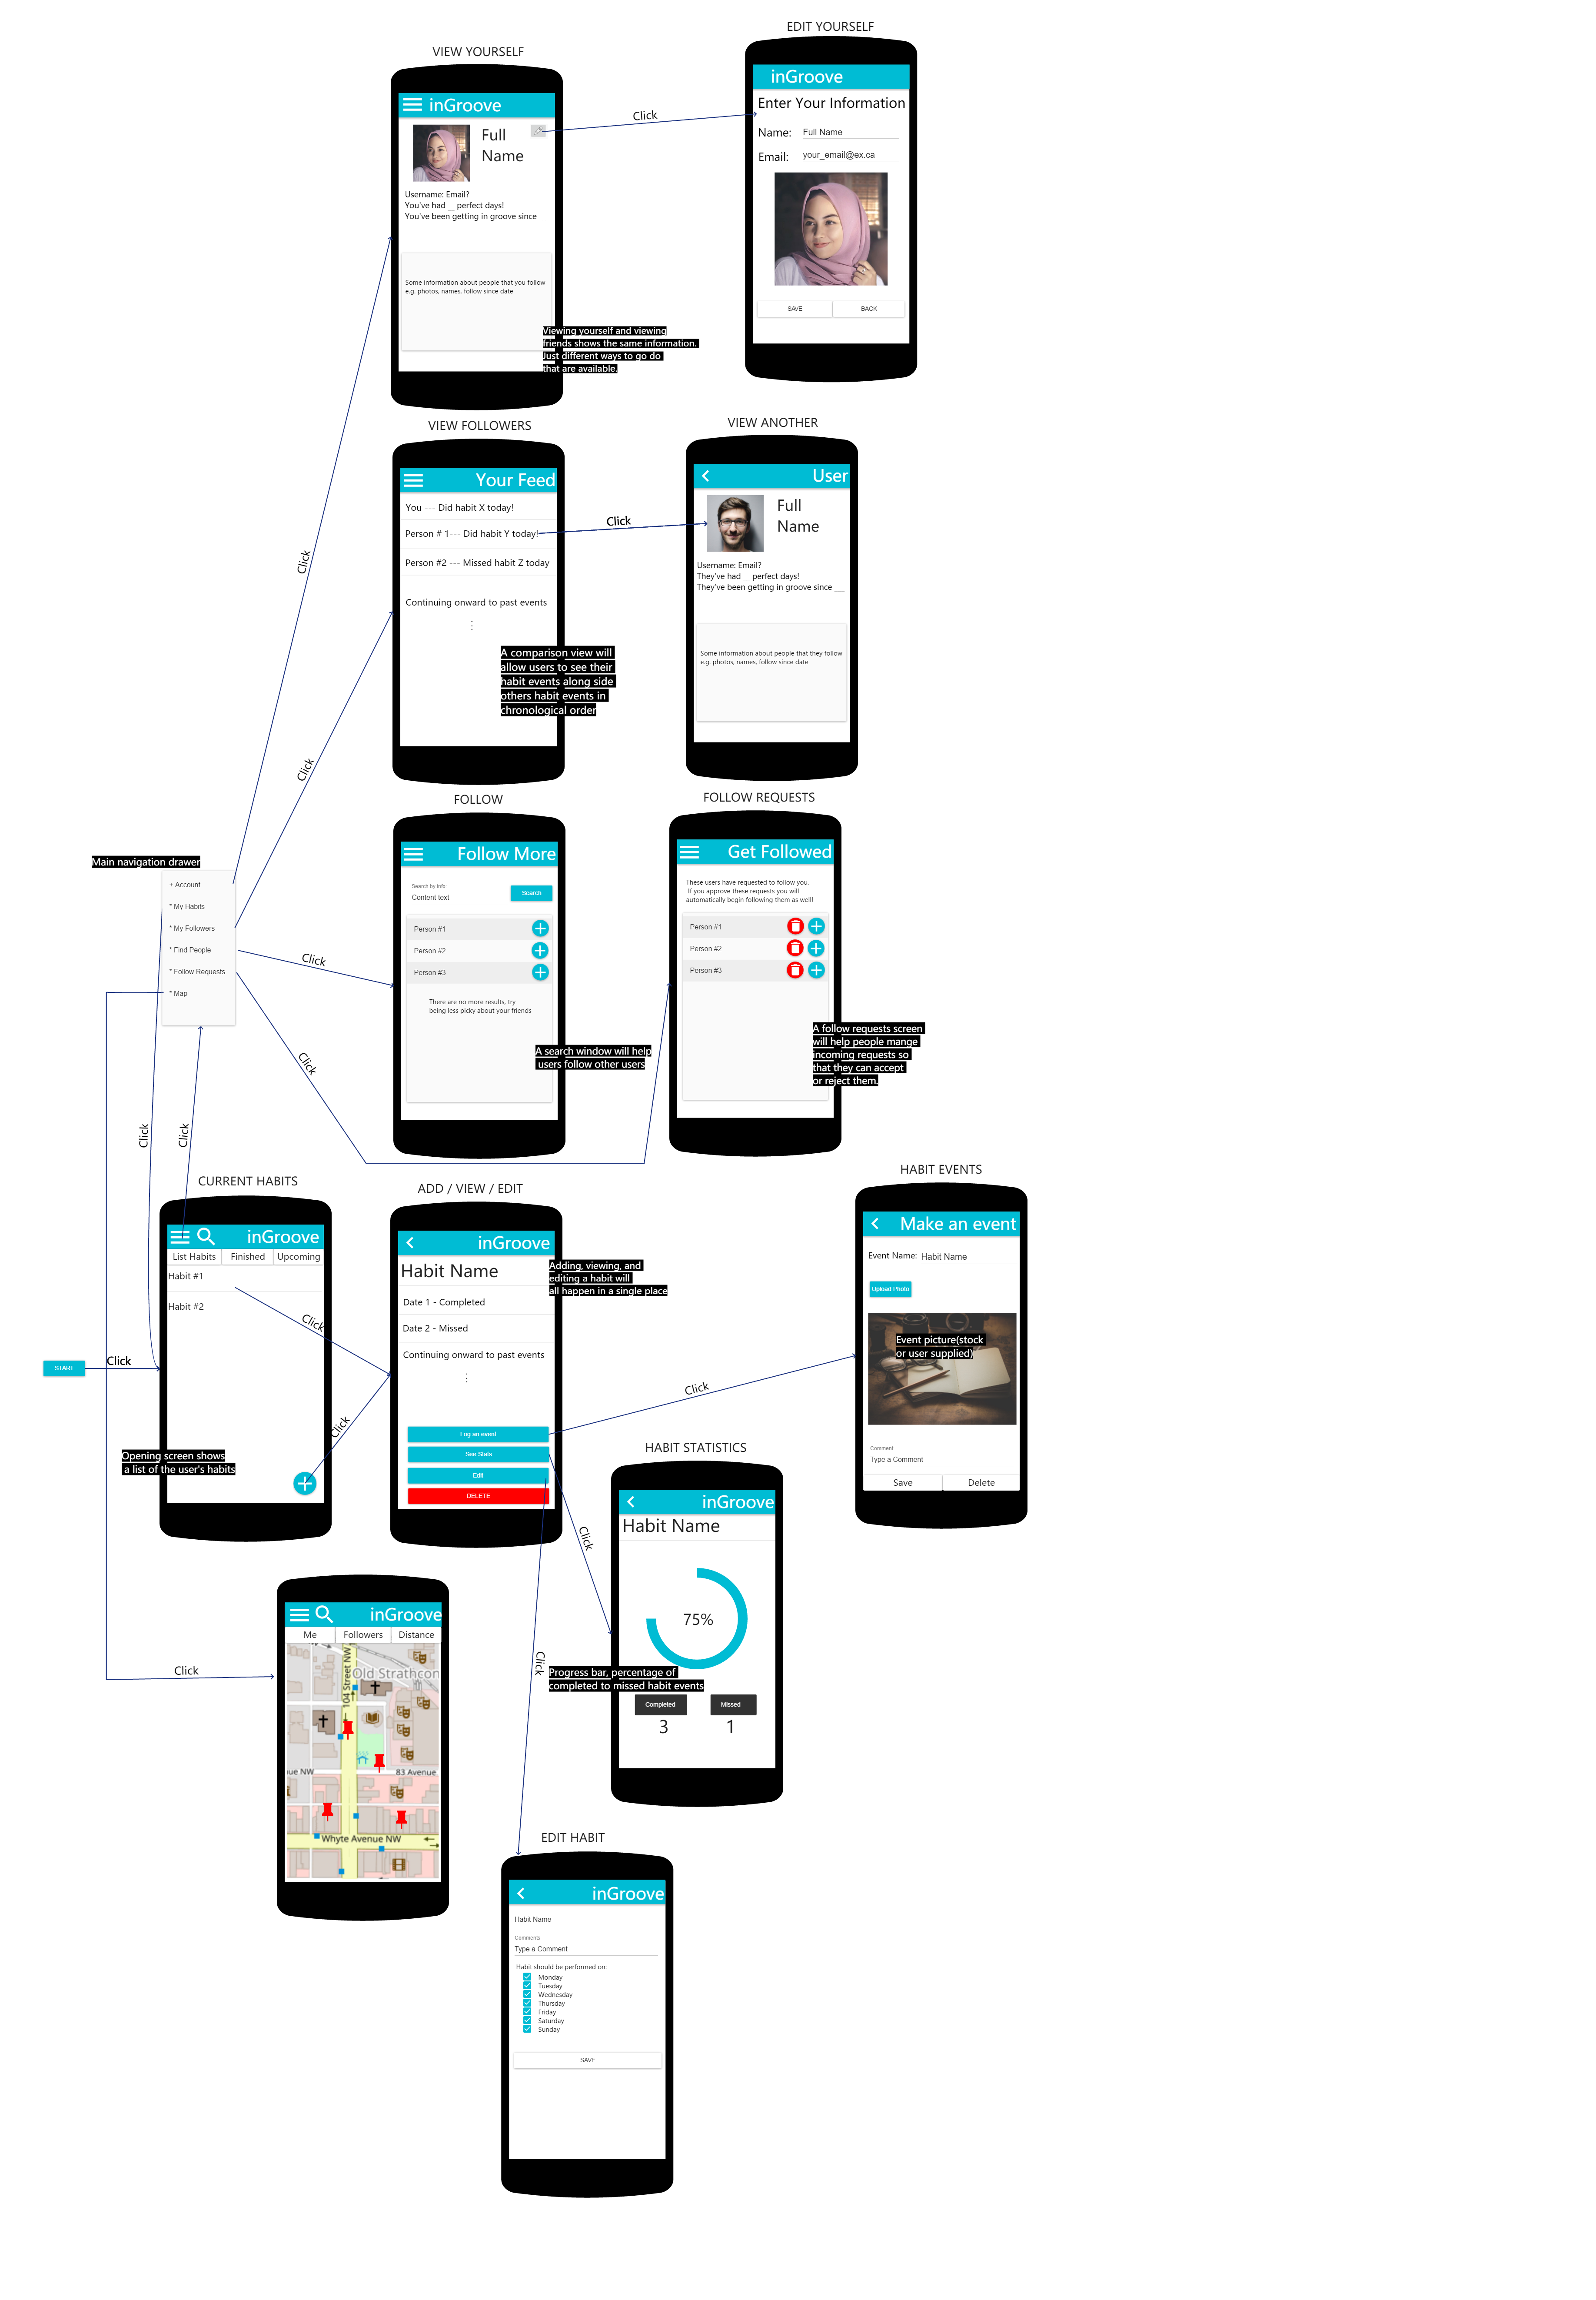 EDIT YOURSELF
VIEW YOURSELF
inGroove
Enter Your Information
Name: Full Name
Email: your_email@ex.ca
SAVE
BACK
inGroove
Full
Name
Click
Username: Email?
You've had __ perfect days!
You've been getting in groove since ___
Some information about people that you follow
e.g. photos, names, follow since date
Viewing yourself and viewing
friends shows the same information.
Just different ways to go do
that are available.
VIEW FOLLOWERS
Your Feed
You --- Did habit X today!
Person # 1--- Did habit Y today!
Person #2 --- Missed habit Z today
Continuing onward to past events
A comparison view will
allow users to see their
habit events along side
others habit events in
chronological order
Click
VIEW ANOTHER
User
Full
Name
Username: Email?
They've had __ perfect days!
They've been getting in groove since ___
Some information about people that they follow
e.g. photos, names, follow since date
Click
Click
FOLLOW
Follow More
Search by info:
Content text
Search
Person #1
Person #2
Person #3
There are no more results, try
being less picky about your friends
A search window will help
users follow other users
FOLLOW REQUESTS
Get Followed
These users have requested to follow you.
If you approve these requests you will
automatically begin following them as well!
Person #1
Person #2
Person #3
A follow requests screen
will help people mange
incoming requests so
that they can accept
or reject them.
Main navigation drawer
+ Account
* My Habits
* My Followers
* Find People
* Follow Requests
* Map
Click
Click
Click
Click
CURRENT HABITS
inGroove
List Habits
Finished
Upcoming
Habit #1
Habit #2
Click
START
Click
Click
Opening screen shows
a list of the user's habits
ADD / VIEW / EDIT
inGroove
Habit Name
Date 1 - Completed
Date 2 - Missed
Continuing onward to past events
Log an event
See Stats
Edit
DELETE
Adding, viewing, and
editing a habit will
all happen in a single place
Click
Click
Click
HABIT EVENTS
Make an event
Event Name: Habit Name
Upload Photo
Event picture(stock
or user supplied)
Comment
Type a Comment
Save
Delete
HABIT STATISTICS
inGroove
Habit Name
75%
Progress bar, percentage of
completed to missed habit events
Completed
Missed
3
1
Click
inGroove
Me
Followers
Distance
Old Strathcon
104 Street NW
83 Avenue
ue NW
Whyte Avenue NW
EDIT HABIT
inGroove
Habit Name
Comments
Type a Comment
Habit should be performed on:
Monday
Tuesday
Wednesday
Thursday
Friday
Saturday
Sunday
SAVE